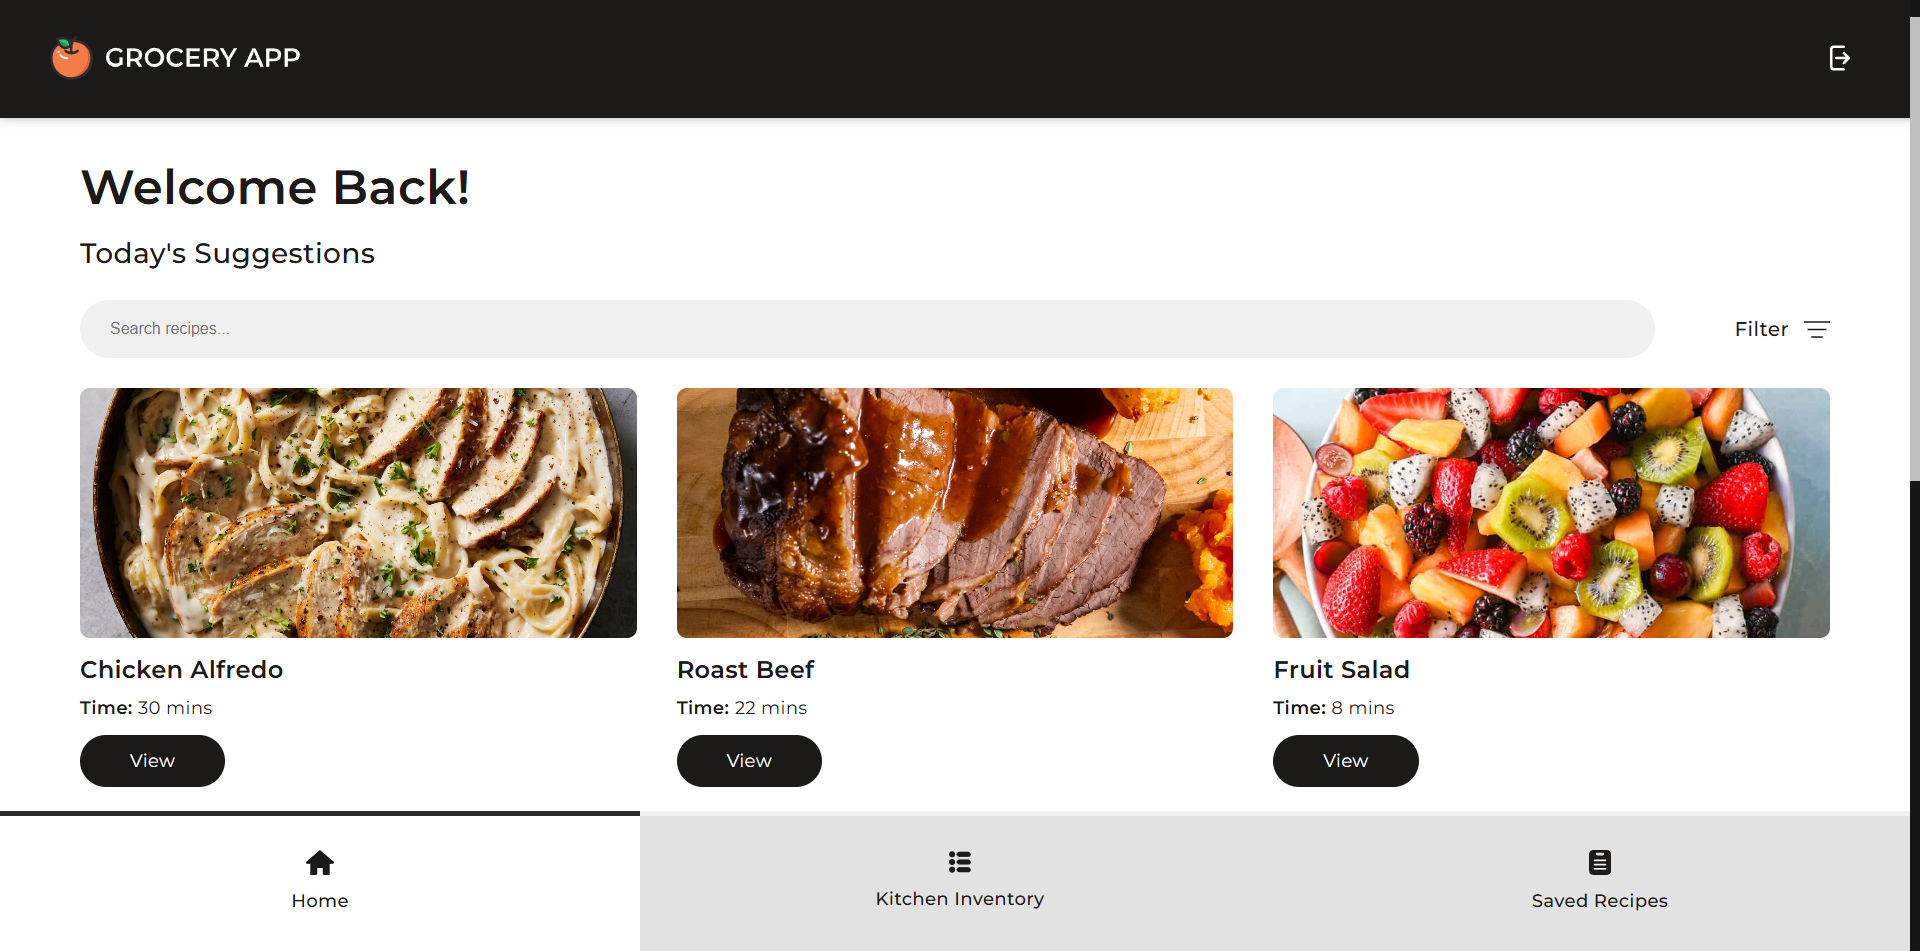 GROCERY APP
Welcome Back!
Today's Suggestions
Search recipes...
Filter
Chicken Alfredo
Time: 30 mins
View
Roast Beef
Time: 22 mins
View
Fruit Salad
Time: 8 mins
View
Home
Kitchen Inventory
Saved Recipes